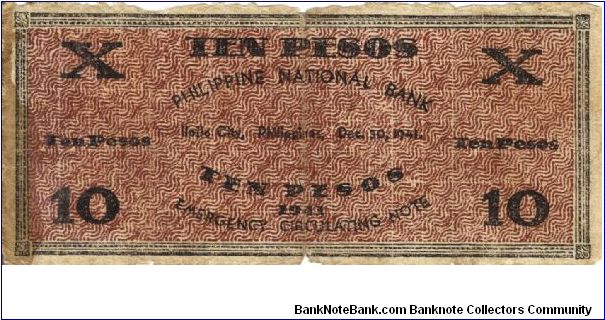 TEN PESOS
X X
PHILIPPINE NATIONAL BANK
Iloilo City, Philippines, Dec. 30, 1941.
Ten Pesos Ten Pesos
TEN PESOS
1941
10 10
EMERGENCY CIRCULATING NOTE
BankNoteBank.com Banknote Collectors Community